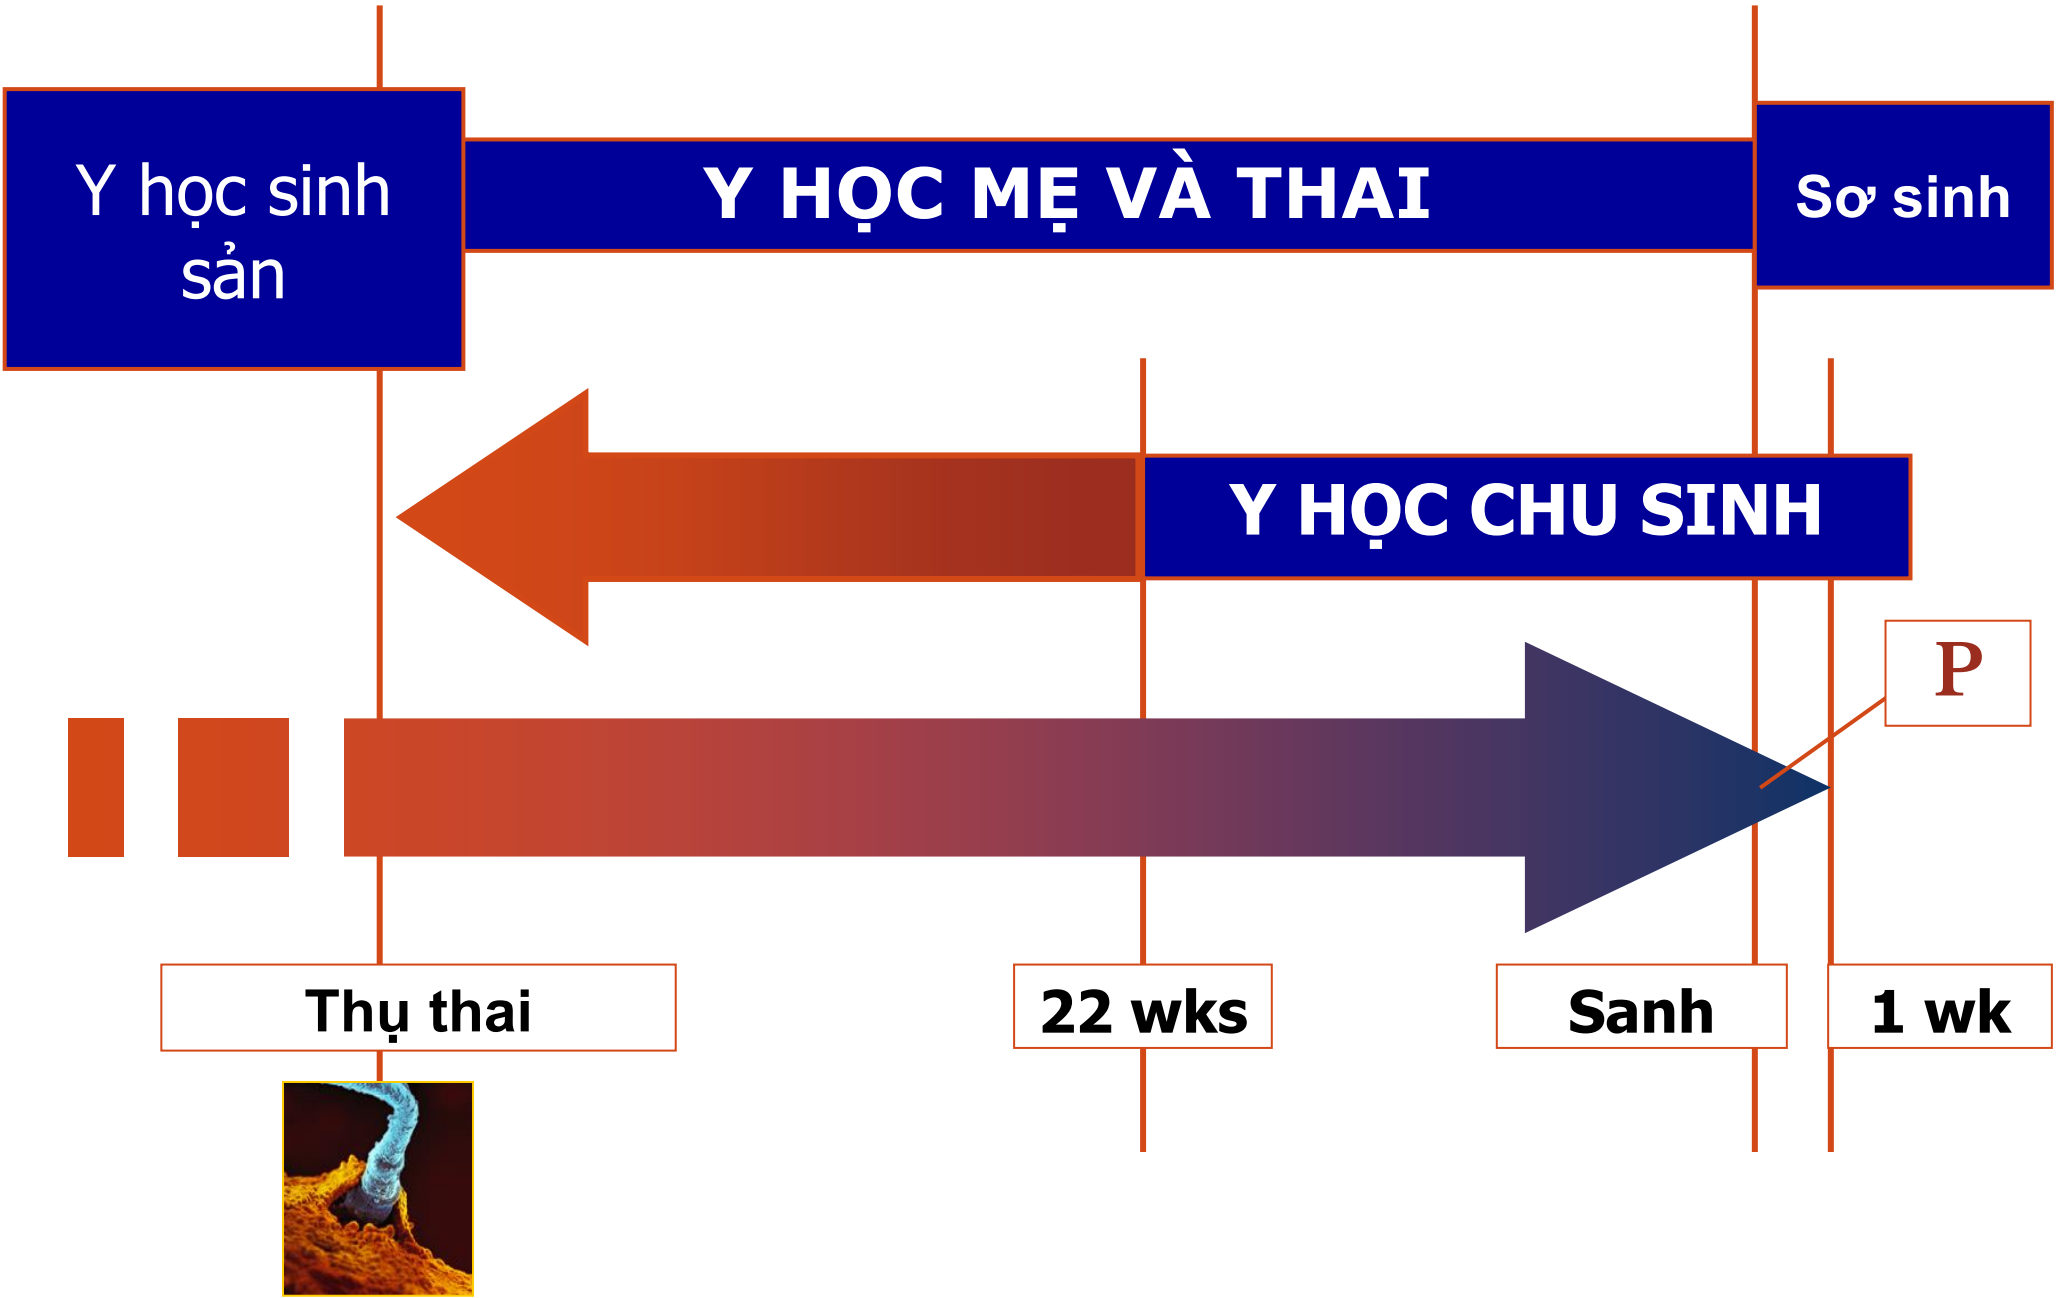 Y học sinh
sản
Y HỌC MẸ VÀ THAI
Sơ sinh
Y HỌC CHU SINH
P
Thụ thai
22 wks
Sanh
1 wk